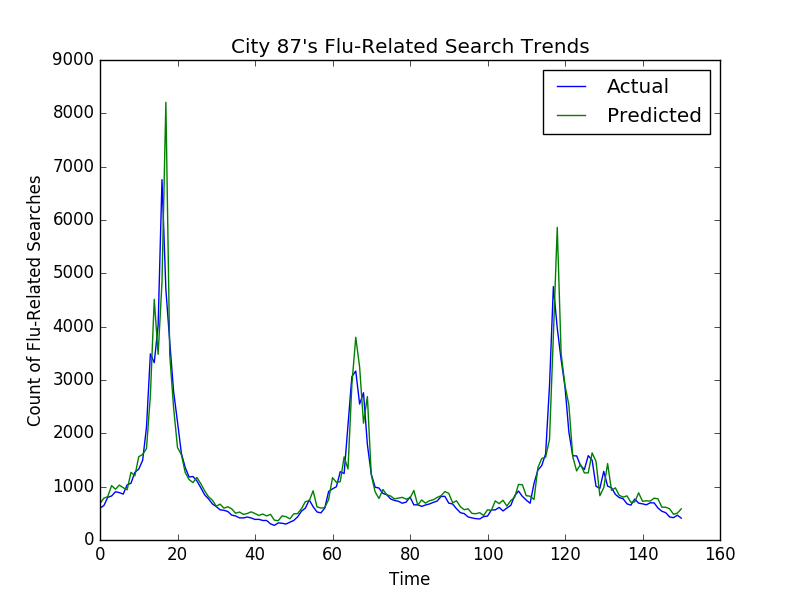 City 87's Flu-Related Search Trends
Actual
Predicted
9000
8000
7000
6000
5000
4000
3000
2000
1000
0
Count of Flu-Related Searches
0 20 40 60 80 100 120 140 160
Time